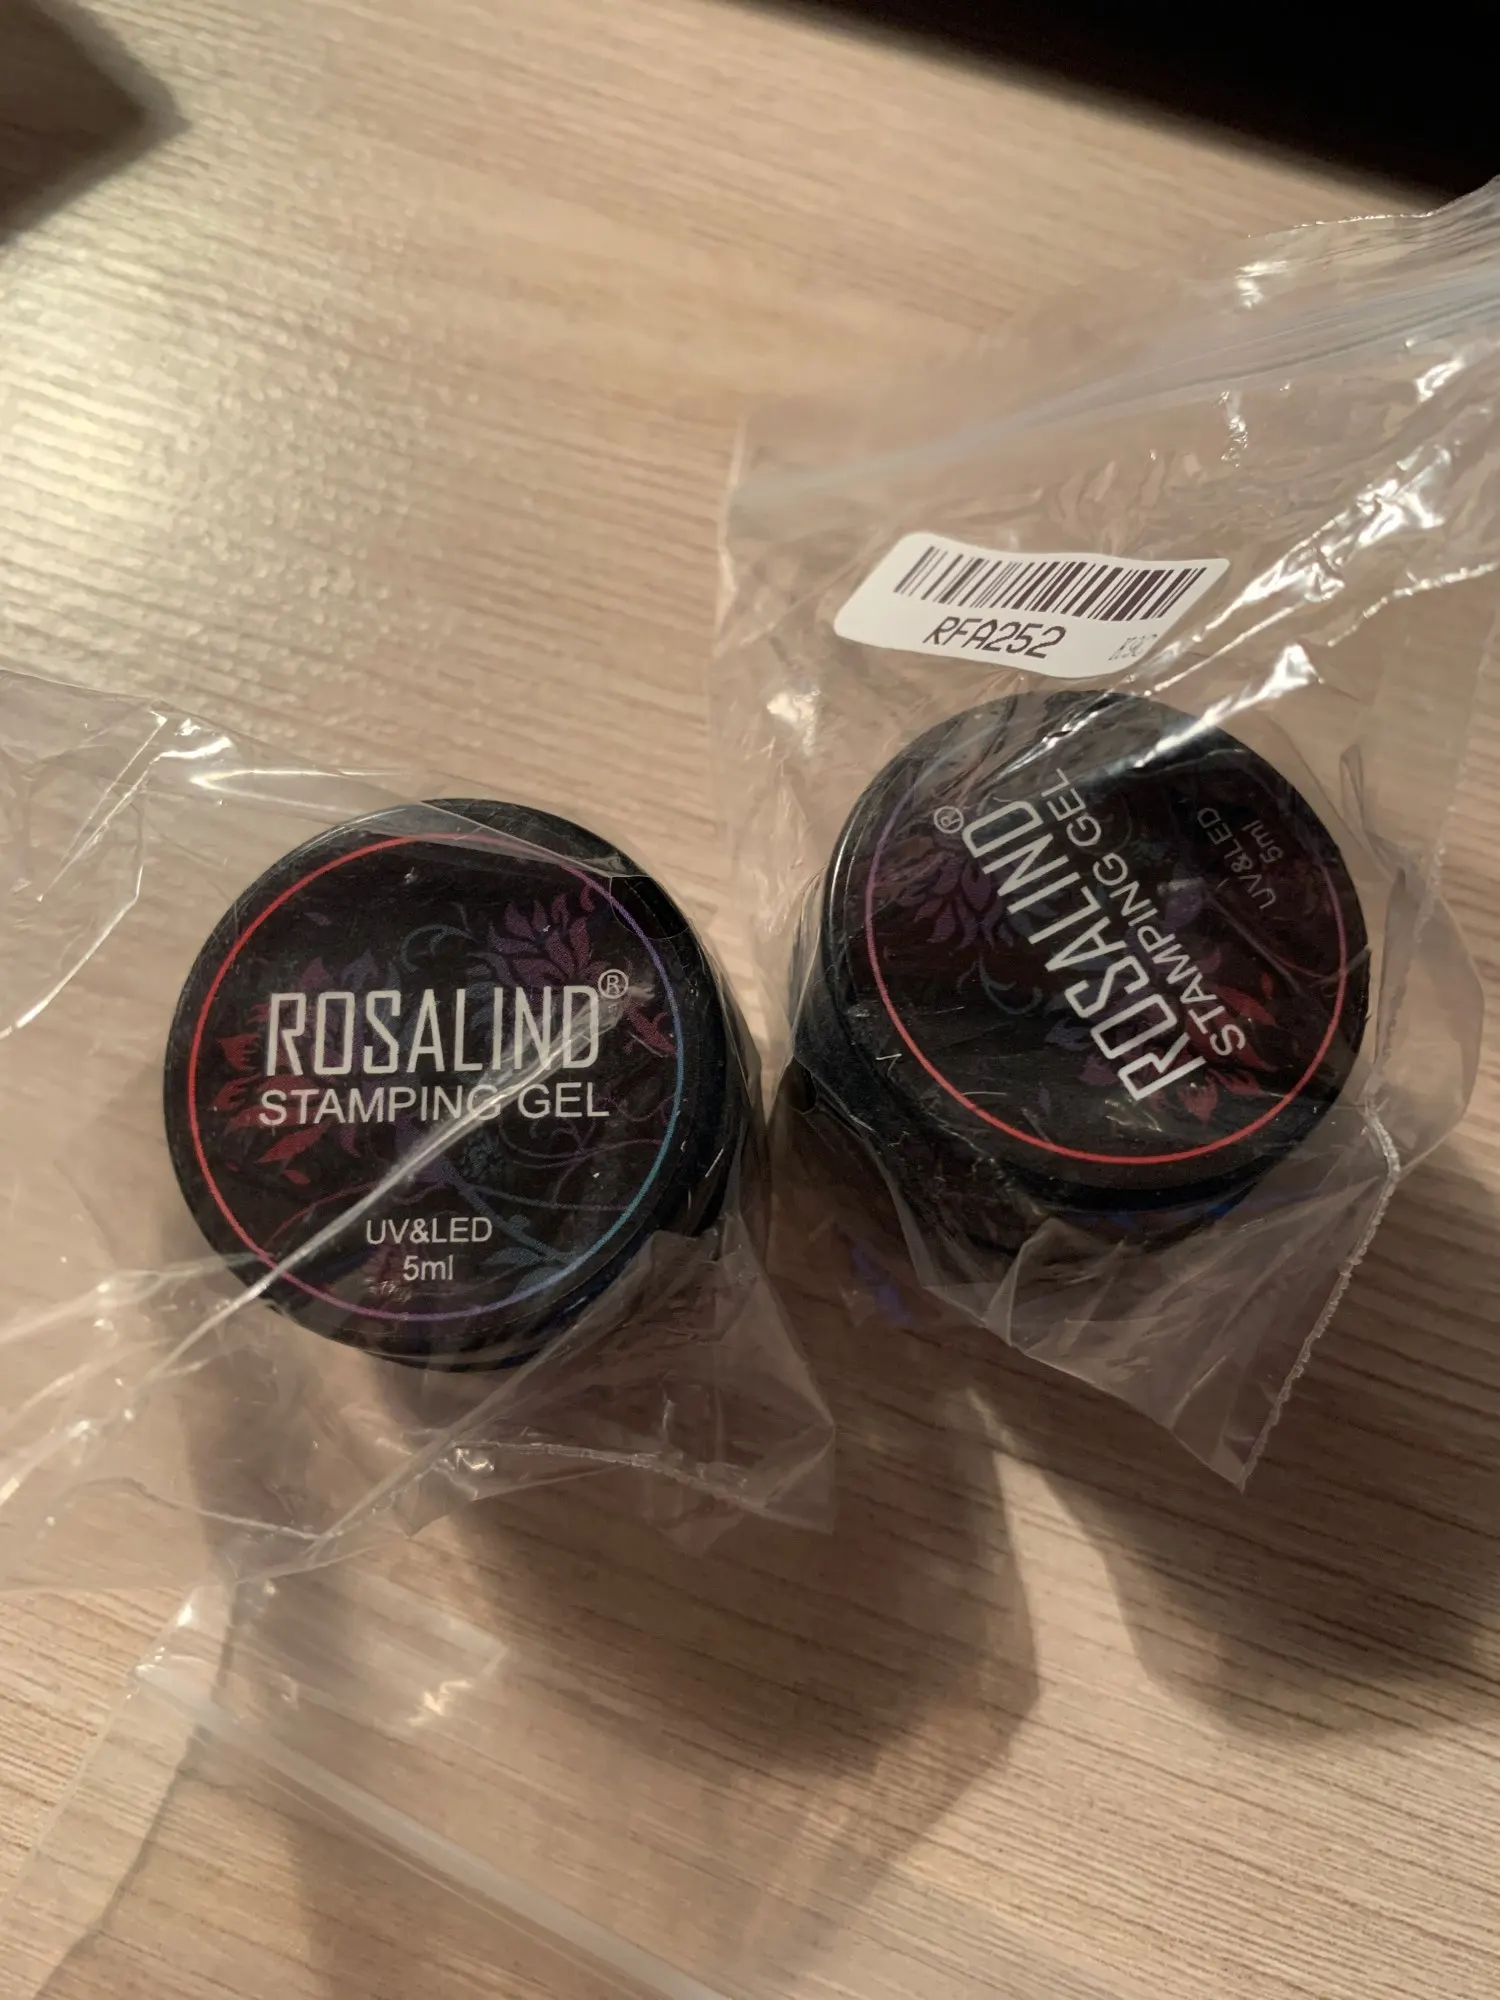 ROSALIND®
STAMPING GEL
UV&LED
5ml
RFA252
ROSALIND®
STAMPING GEL
UV&LED
5ml